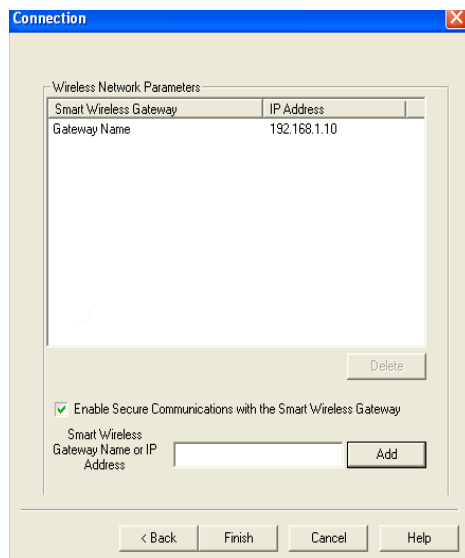 Connection
Wireless Network Parameters
Smart Wireless Gateway IP Address
Gateway Name 192.168.1.10
Delete
Enable Secure Communications with the Smart Wireless Gateway
Smart Wireless
Gateway Name or IP
Address
Add
< Back Finish Cancel Help